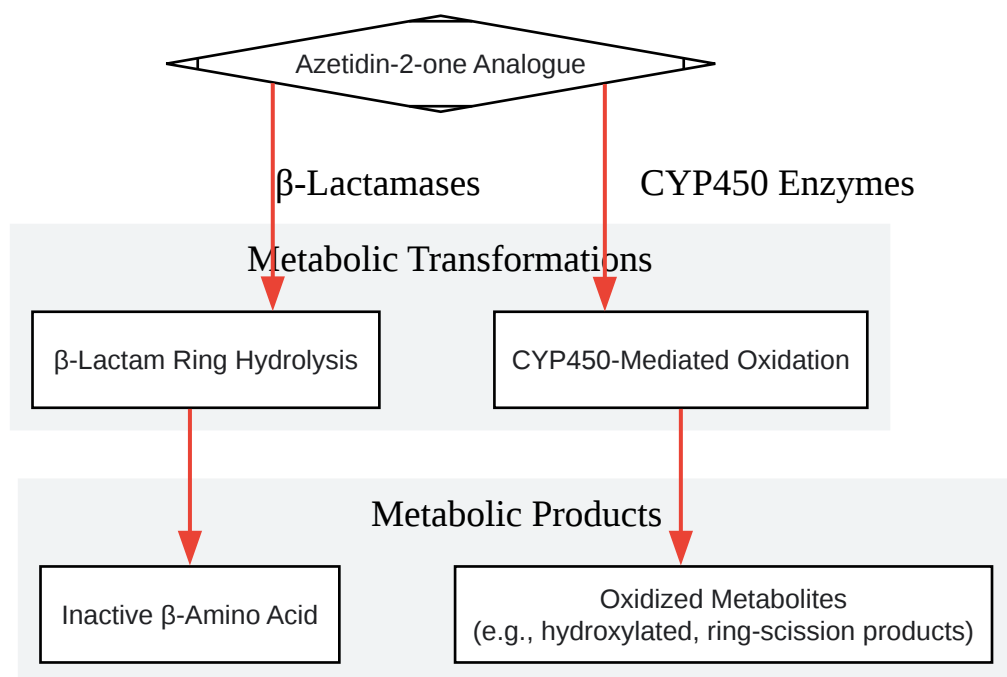 Azetidin-2-one Analogue
β-Lactamases
CYP450 Enzymes
Metabolic Transformations
β-Lactam Ring Hydrolysis
CYP450-Mediated Oxidation
Metabolic Products
Inactive β-Amino Acid
Oxidized Metabolites
(e.g., hydroxylated, ring-scission products)